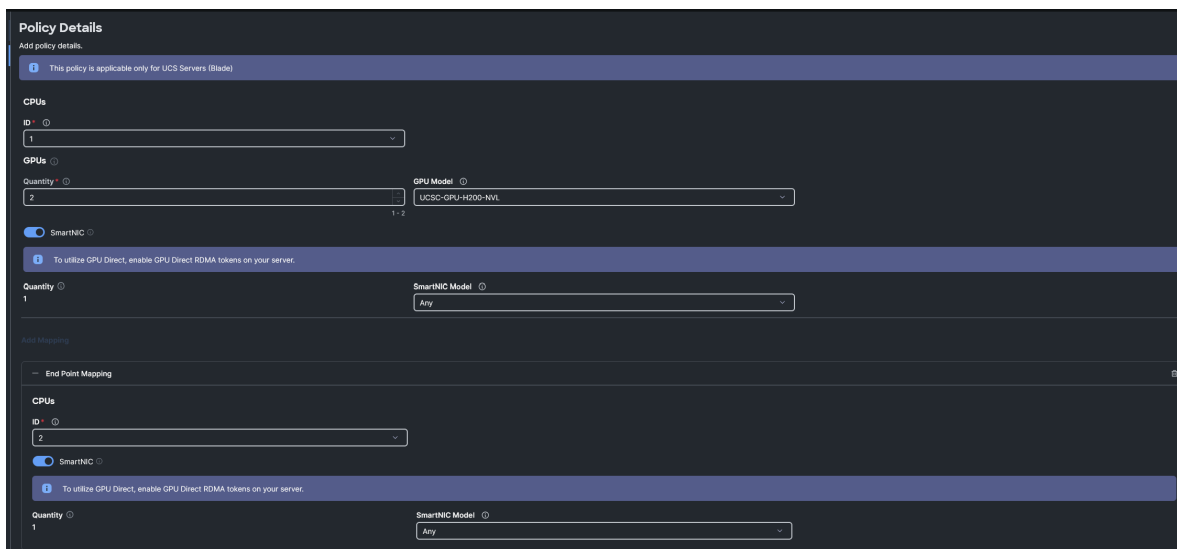 Policy Details
Add policy details.
This policy is applicable only for UCS Servers (Blade)
CPUs
ID *
1
GPUs
Quantity * GPU Model
2 UCSC-GPU-H200-NVL
1 - 2
SmartNIC
To utilize GPU Direct, enable GPU Direct RDMA tokens on your server.
Quantity SmartNIC Model
1 Any
Add Mapping
End Point Mapping
CPUs
ID *
2
SmartNIC
To utilize GPU Direct, enable GPU Direct RDMA tokens on your server.
Quantity SmartNIC Model
1 Any